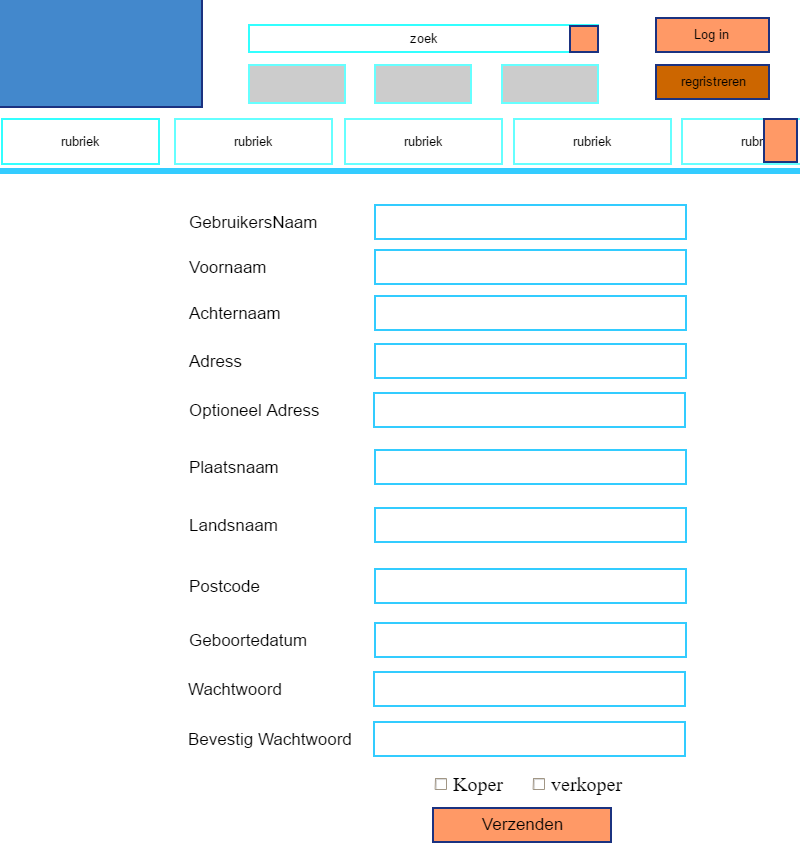 zoek
Log in
regristreren
rubriek rubriek rubriek rubriek rubr
GebruikersNaam
Voornaam
Achternaam
Adress
Optioneel Adress
Plaatsnaam
Landsnaam
Postcode
Geboortedatum
Wachtwoord
Bevestig Wachtwoord
Koper verkoper
Verzenden